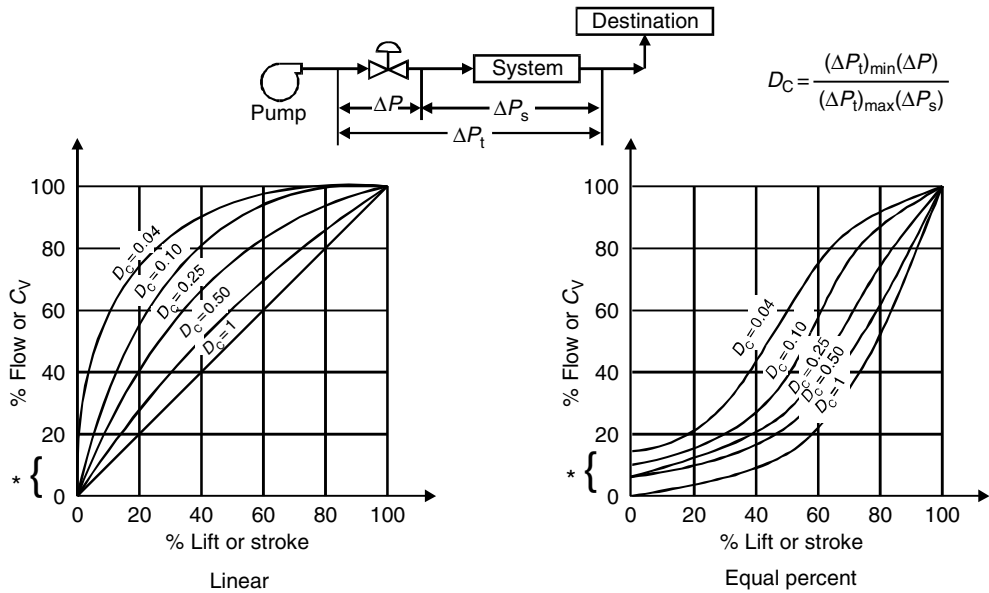 Destination
System
Pump
ΔP
ΔPs
ΔPt
DC = (ΔPt)min(ΔP)
(ΔPt)max(ΔPs)
% Flow or CV
100
80
60
40
20
0
*{
DC = 0.04
DC = 0.10
DC = 0.25
DC = 0.50
DC = 1
0 20 40 60 80 100
% Lift or stroke
Linear
% Flow or CV
100
80
60
40
20
0
*{
DC = 0.04
DC = 0.10
DC = 0.25
DC = 0.50
DC = 1
0 20 40 60 80 100
% Lift or stroke
Equal percent